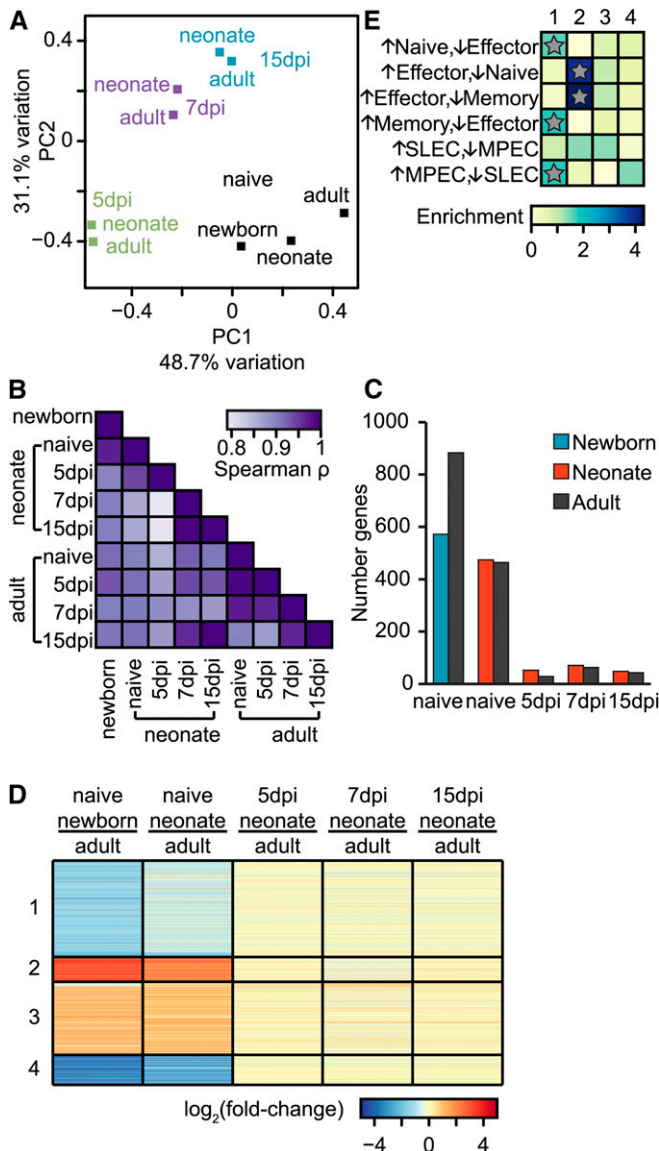 A
0.4
0
−0.4
31.1% variation
PC2
neonate
15dpi
adult
neonate
7dpi
adult
naive
5dpi
neonate
adult
adult
newborn
neonate
−0.4
0
0.4
PC1
48.7% variation
E
1 2 3 4
↑Naive,↓Effector
↑Effector,↓Naive
↑Effector,↓Memory
↑Memory,↓Effector
↑SLEC,↓MPEC
↑MPEC,↓SLEC
Enrichment
0 2 4
B
newborn
neonate
naive
5dpi
7dpi
15dpi
adult
naive
5dpi
7dpi
15dpi
0.8 0.9 1
Spearman ρ
newborn
naive
5dpi
7dpi
15dpi
naive
5dpi
7dpi
15dpi
neonate
adult
C
1000
800
600
400
200
0
Number genes
Newborn
Neonate
Adult
naive naive 5dpi 7dpi 15dpi
D
naive naive 5dpi 7dpi 15dpi
newborn neonate neonate neonate neonate
adult adult adult adult adult
1
2
3
4
log2(fold-change)
−4 0 4